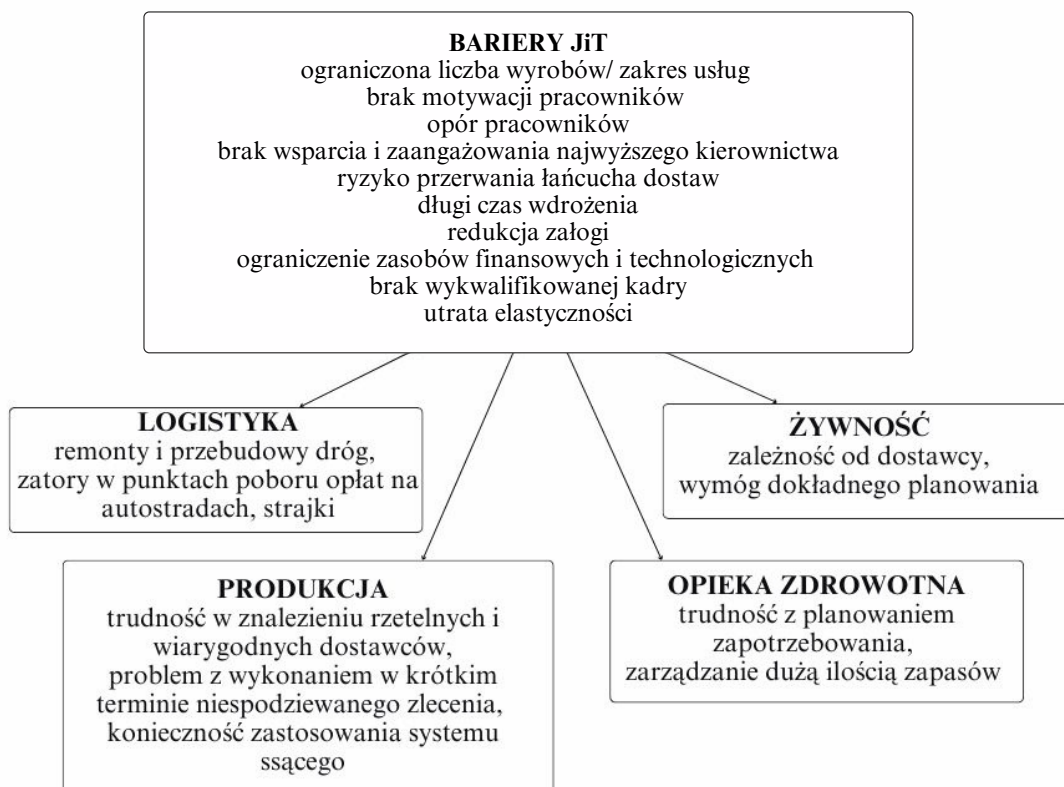 BARIERY JiT
ograniczona liczba wyrobów/ zakres usług
brak motywacji pracowników
opór pracowników
brak wsparcia i zaangażowania najwyższego kierownictwa
ryzyko przerwania łańcucha dostaw
długi czas wdrożenia
redukcja załogi
ograniczenie zasobów finansowych i technologicznych
brak wykwalifikowanej kadry
utrata elastyczności
LOGISTYKA
remonty i przebudowy dróg,
zatory w punktach poboru opłat na
autostradach, strajki
ŻYWNOŚĆ
zależność od dostawcy,
wymóg dokładnego planowania
PRODUKCJA
trudność w znalezieniu rzetelnych i
wiarygodnych dostawców,
problem z wykonaniem w krótkim
terminie niespodziewanego zlecenia,
konieczność zastosowania systemu
ssącego
OPIEKA ZDROWOTNA
trudność z planowaniem
zapotrzebowania,
zarządzanie dużą ilością zapasów